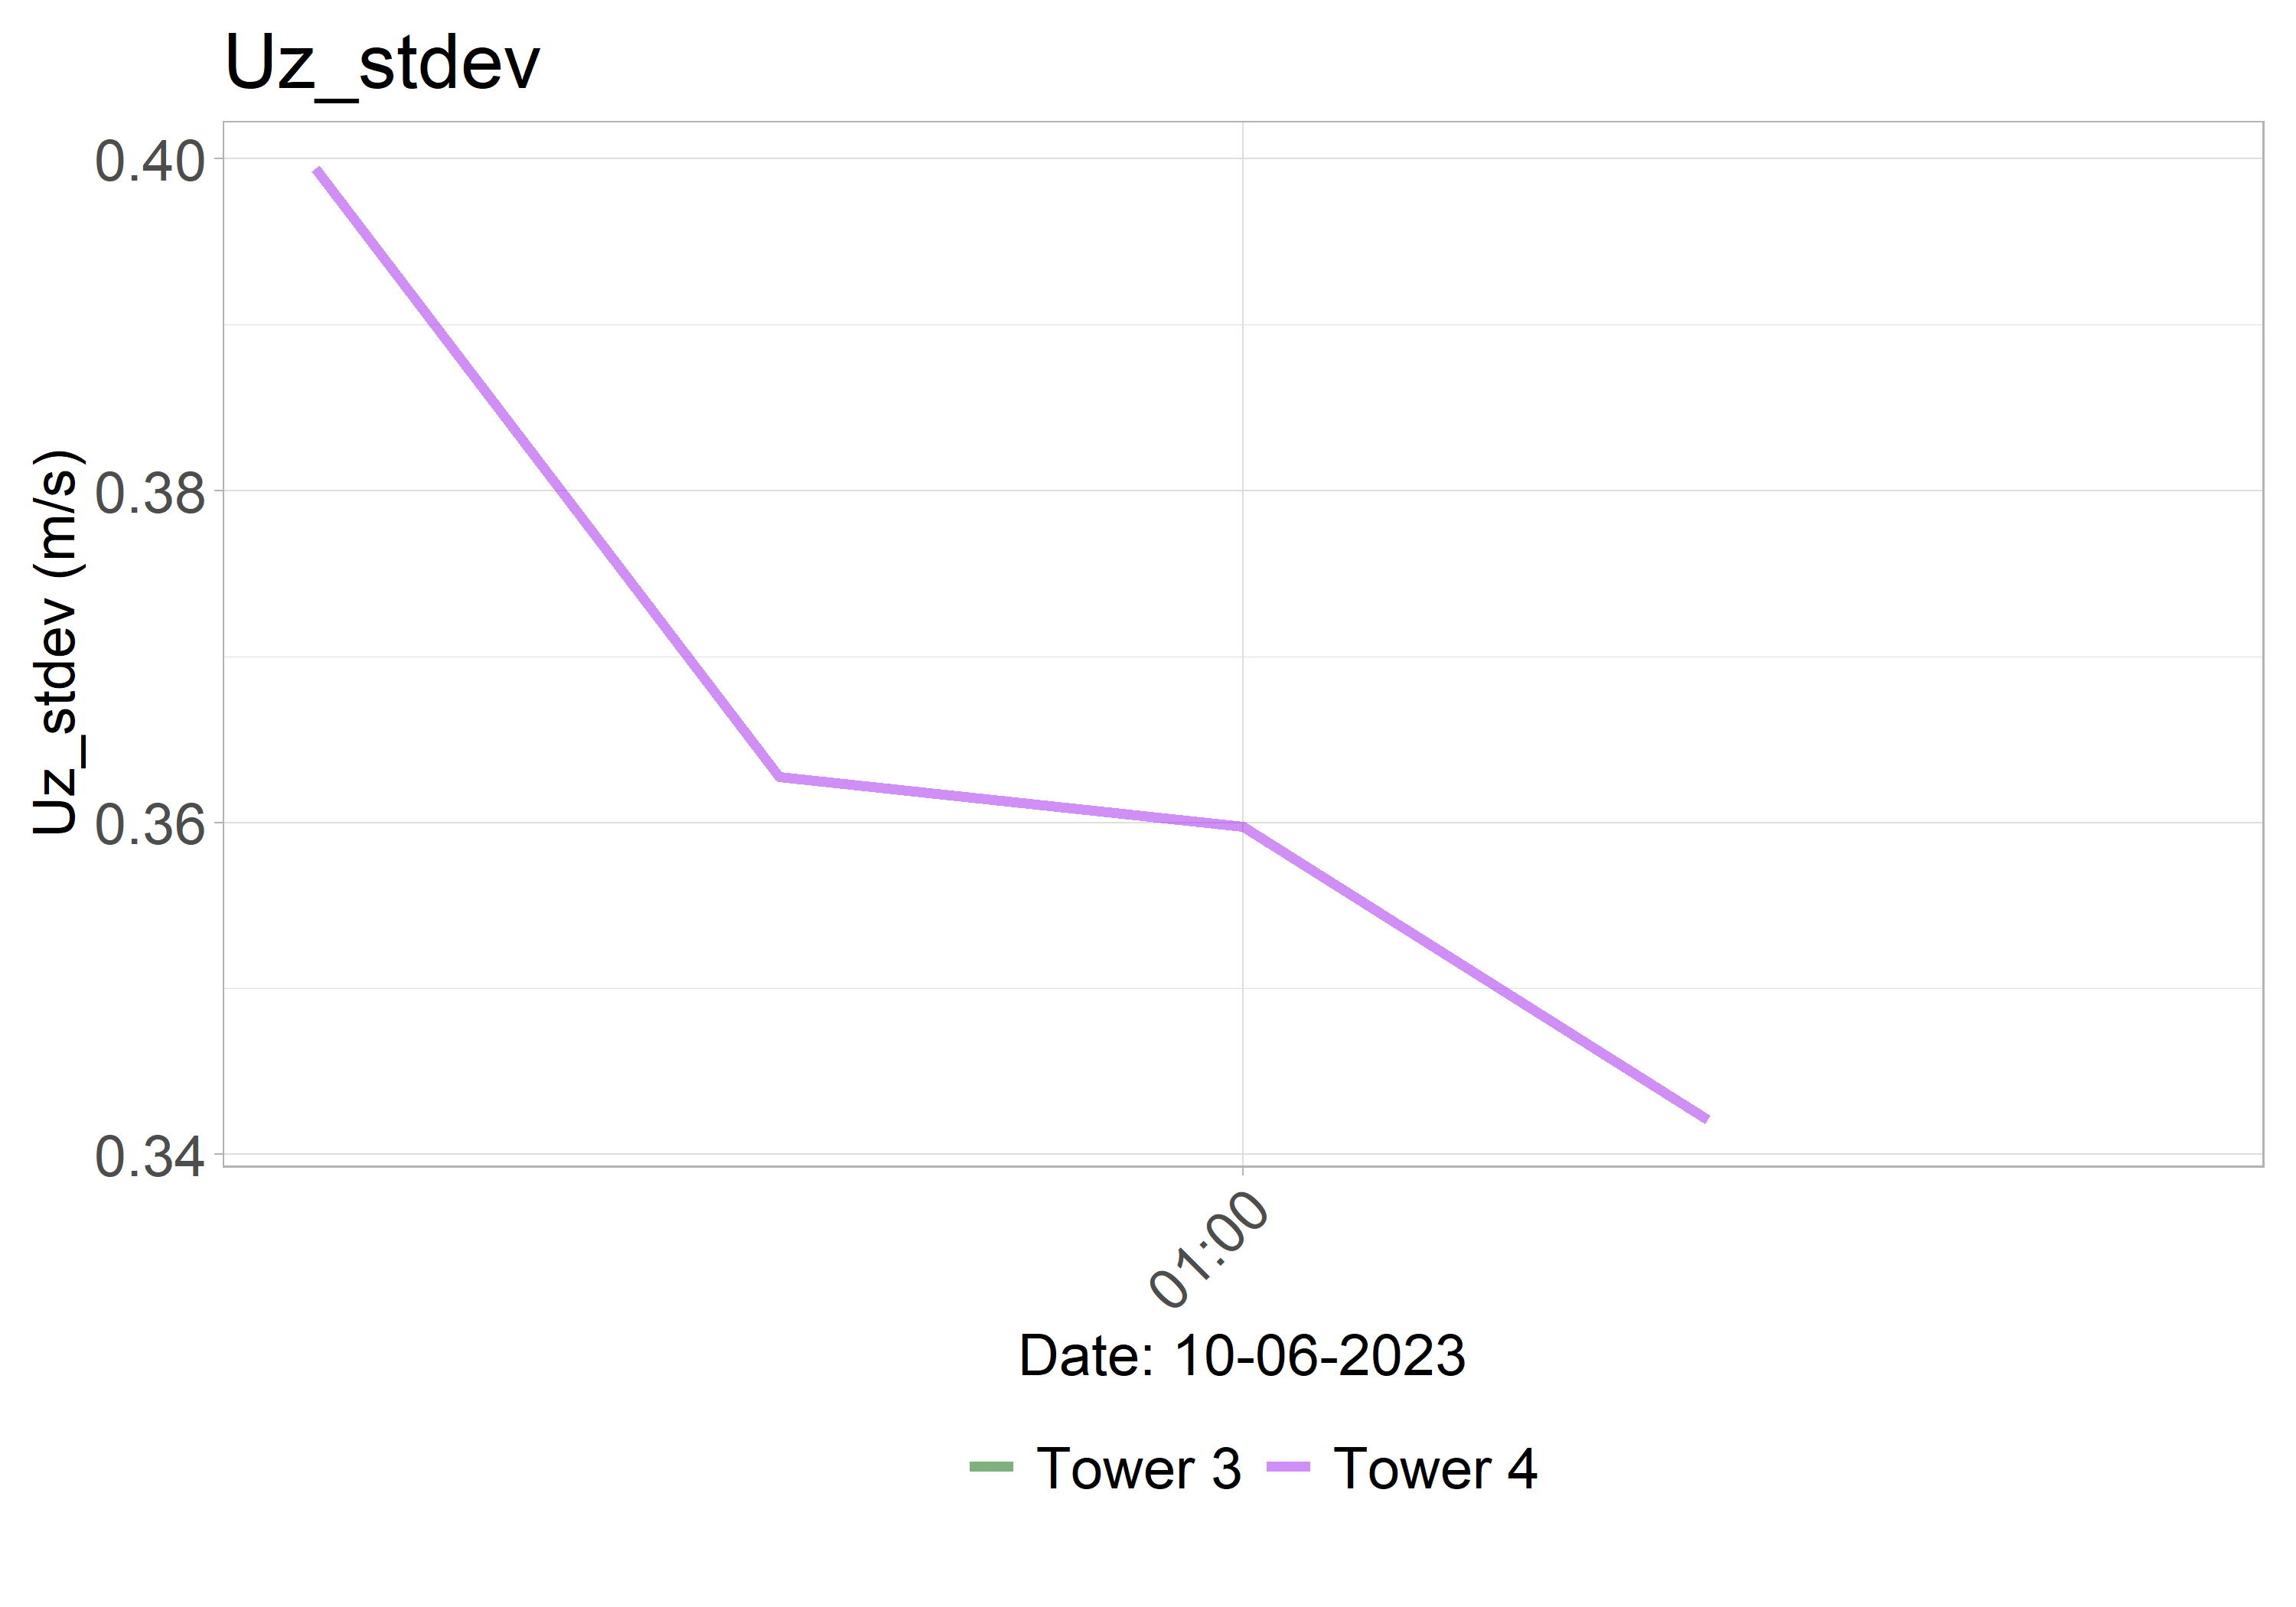 Uz_stdev
Uz_stdev (m/s)
0.40
0.38
0.36
0.34
01:00
Date: 10-06-2023
Tower 3 Tower 4